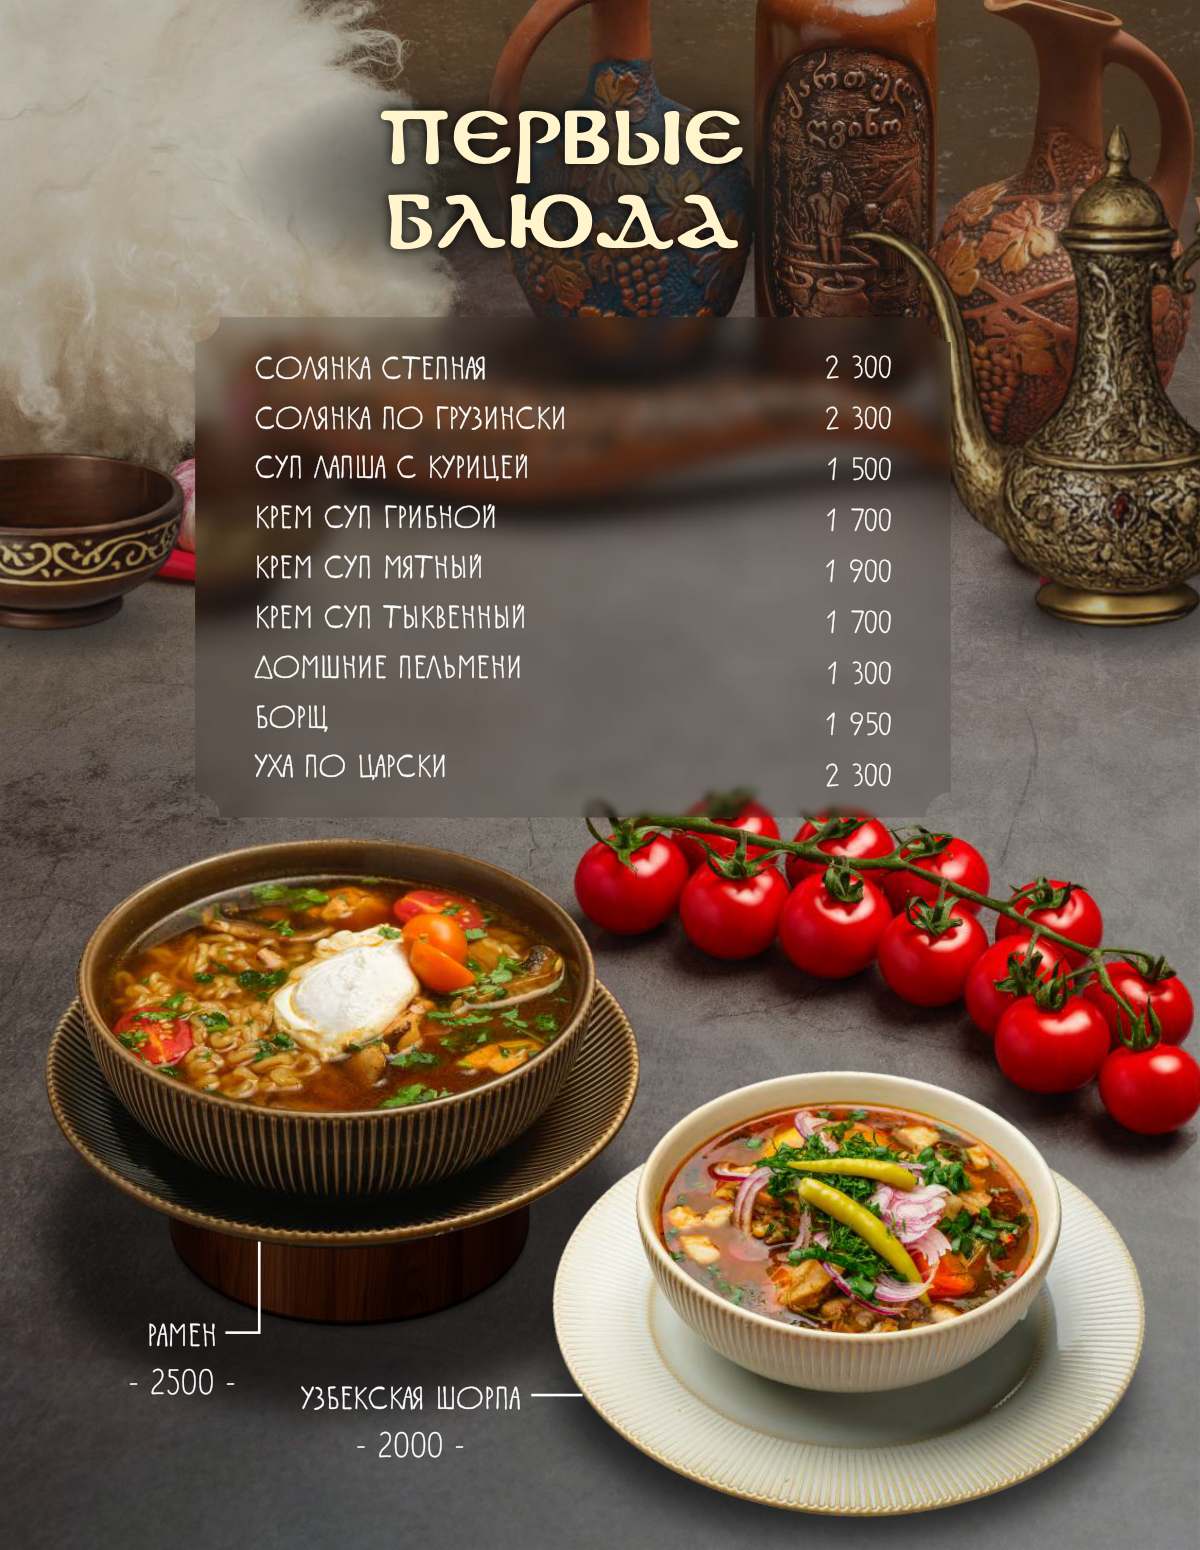 ПЕРВЫЕ
БЛЮДА
ქართული
ღვინო
СОЛЯНКА СТЕПНАЯ 2 300
СОЛЯНКА ПО ГРУЗИНСКИ 2 300
СУП ЛАПША С КУРИЦЕЙ 1 500
КРЕМ СУП ГРИБНОЙ 1 700
КРЕМ СУП МЯТНЫЙ 1 900
КРЕМ СУП ТЫКВЕННЫЙ 1 700
ДОМШНИЕ ПЕЛЬМЕНИ 1 300
БОРЩ 1 950
УХА ПО ЦАРСКИ 2 300
РАМЕН
- 2500 -
УЗБЕКСКАЯ ШОРПА
- 2000 -